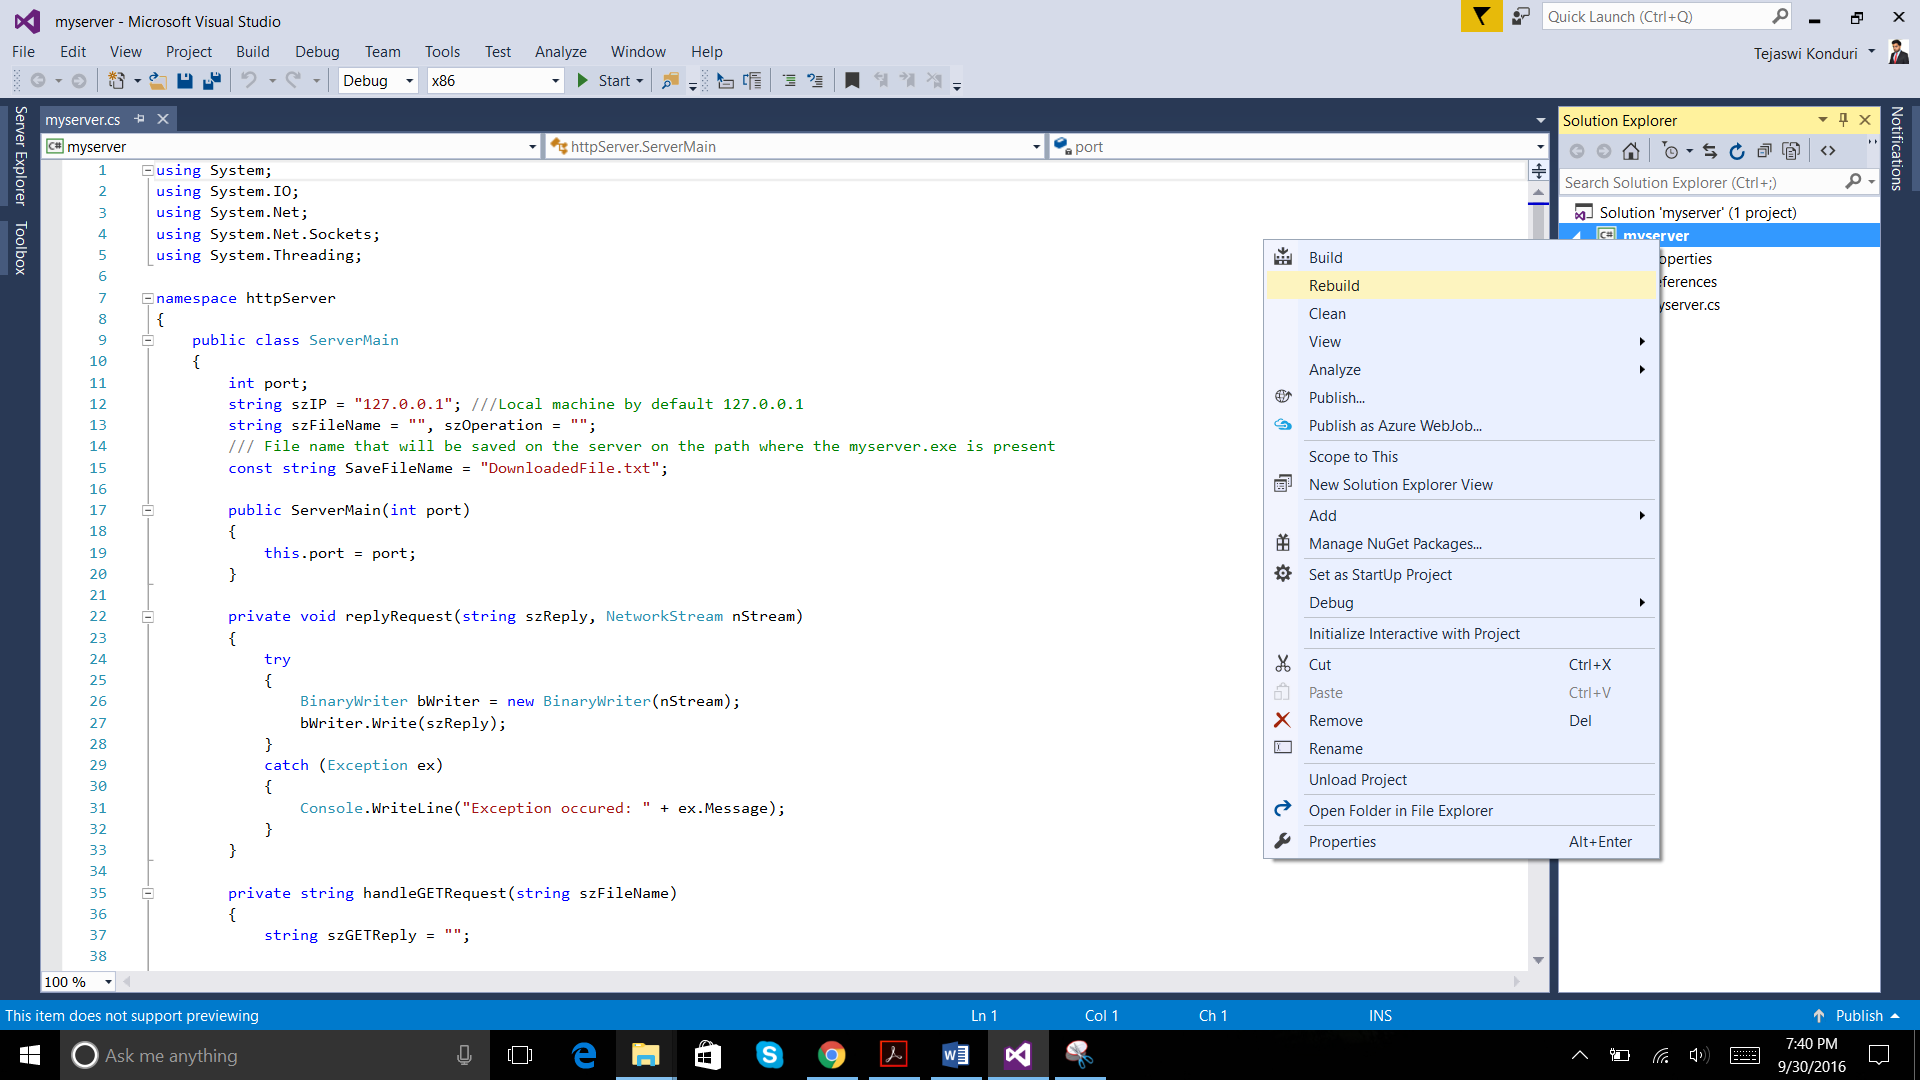 myserver - Microsoft Visual Studio
Quick Launch (Ctrl+Q)
File Edit View Project Build Debug Team Tools Test Analyze Window Help
Tejaswi Konduri
Debug x86 Start
Server Explorer
Toolbox
myserver.cs
myserver httpServer.ServerMain port
1 using System;
2 using System.IO;
3 using System.Net;
4 using System.Net.Sockets;
5 using System.Threading;
6
7 namespace httpServer
8 {
9 public class ServerMain
10 {
11 int port;
12 string szIP = "127.0.0.1"; ///Local machine by default 127.0.0.1
13 string szFileName = "", szOperation = "";
14 /// File name that will be saved on the server on the path where the myserver.exe is present
15 const string SaveFileName = "DownloadedFile.txt";
16
17 public ServerMain(int port)
18 {
19 this.port = port;
20 }
21
22 private void replyRequest(string szReply, NetworkStream nStream)
23 {
24 try
25 {
26 BinaryWriter bWriter = new BinaryWriter(nStream);
27 bWriter.Write(szReply);
28 }
29 catch (Exception ex)
30 {
31 Console.WriteLine("Exception occured: " + ex.Message);
32 }
33 }
34
35 private string handleGETRequest(string szFileName)
36 {
37 string szGETReply = "";
38
100 %
Solution Explorer
Search Solution Explorer (Ctrl+;)
Solution 'myserver' (1 project)
C# myserver
operties
eferences
yserver.cs
Notifications
Build
Rebuild
Clean
View
Analyze
Publish...
Publish as Azure WebJob...
Scope to This
New Solution Explorer View
Add
Manage NuGet Packages...
Set as StartUp Project
Debug
Initialize Interactive with Project
Cut Ctrl+X
Paste Ctrl+V
Remove Del
Rename
Unload Project
Open Folder in File Explorer
Properties Alt+Enter
This item does not support previewing Ln 1 Col 1 Ch 1 INS Publish
Ask me anything
7:40 PM
9/30/2016